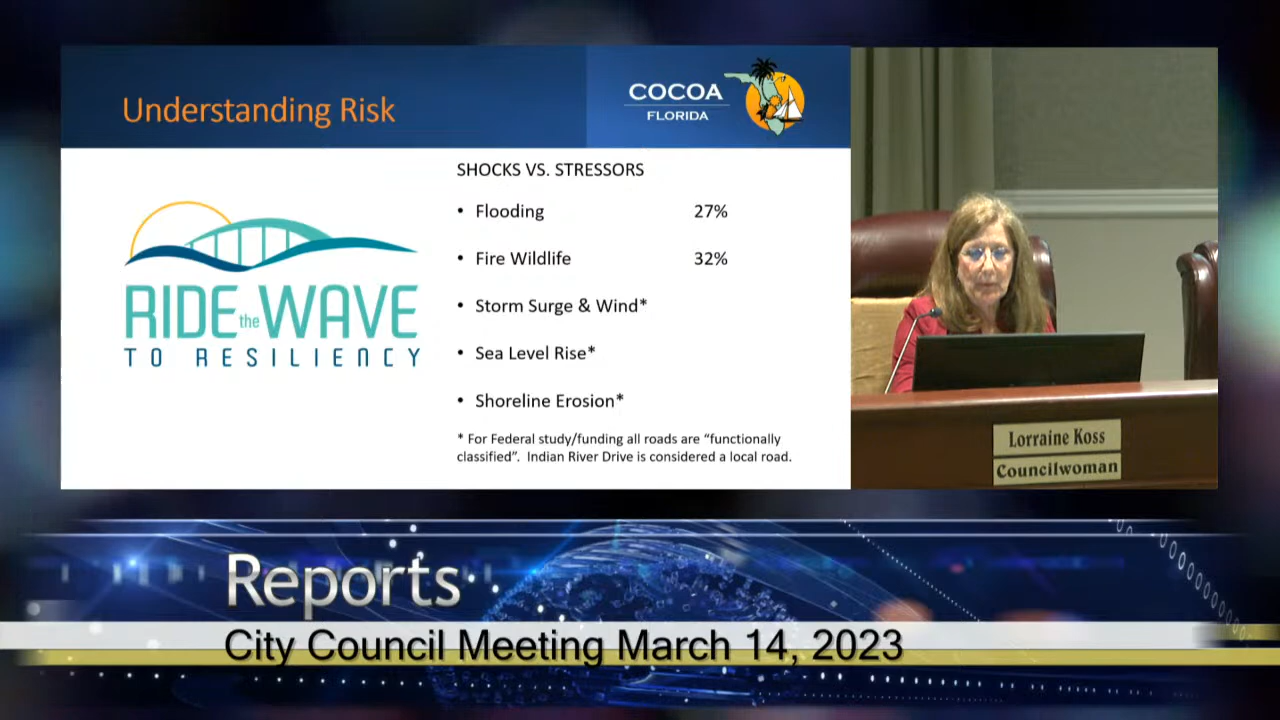 Understanding Risk
COCOA
FLORIDA
RIDE the WAVE
TO RESILIENCY
SHOCKS VS. STRESSORS
• Flooding 27%
• Fire Wildlife 32%
• Storm Surge & Wind*
• Sea Level Rise*
• Shoreline Erosion*
* For Federal study/funding all roads are “functionally
classified”. Indian River Drive is considered a local road.
Lorraine Koss
Councilwoman
Reports
City Council Meeting March 14, 2023